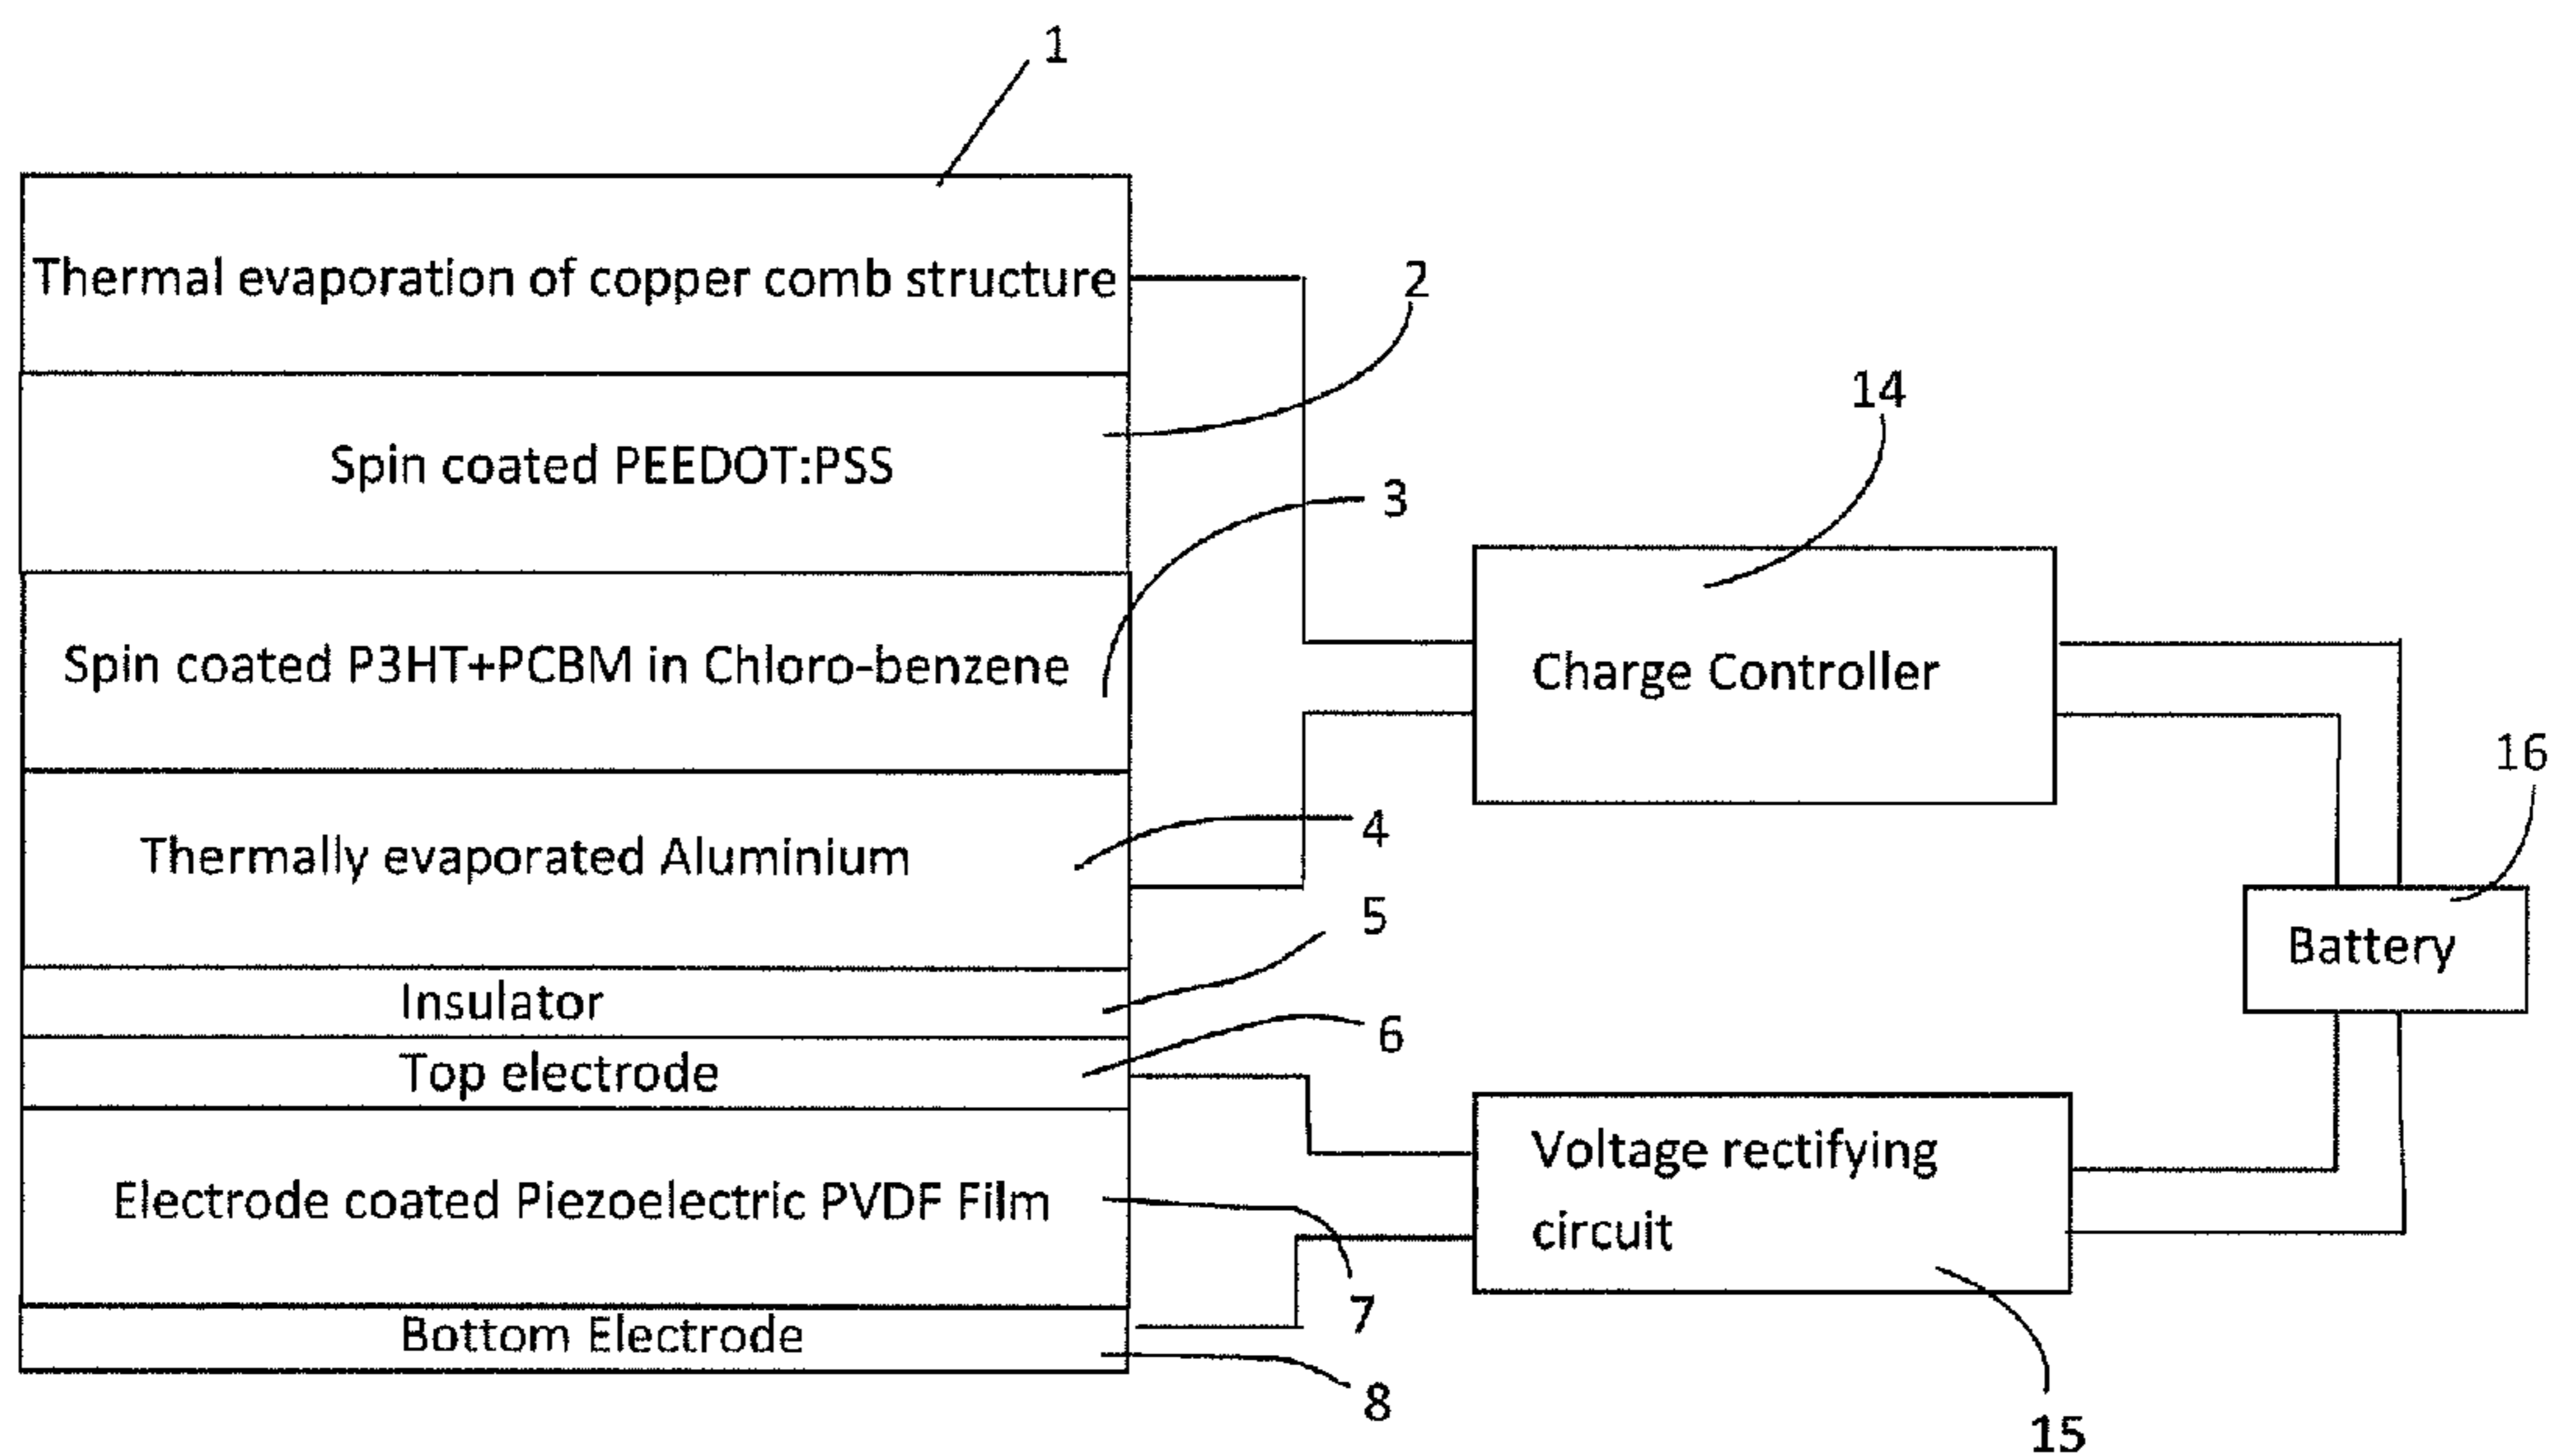 1
Thermal evaporation of copper comb structure
2
Spin coated PEEDOT:PSS
14
3
Spin coated P3HT+PCBM in Chloro-benzene
Charge Controller
16
Thermally evaporated Aluminium
4
5
Battery
Insulator
6
Top electrode
Voltage rectifying
circuit
Electrode coated Piezoelectric PVDF Film
7
Bottom Electrode
8
15